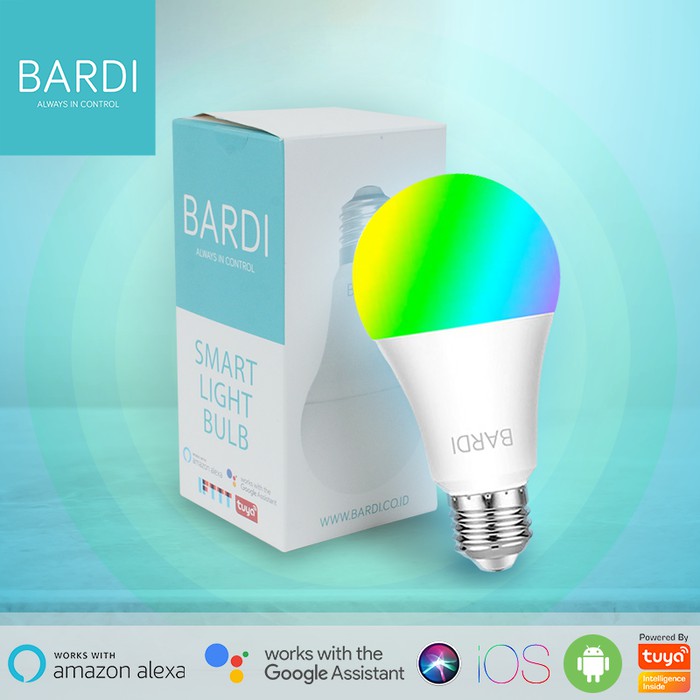 BARDI
ALWAYS IN CONTROL
BARDI
ALWAYS IN CONTROL
SMART
LIGHT
BULB
amazon alexa
works with the
Google Assistant
IFTTT
tuya
WWW.BARDI.CO.ID
BARDI
WORKS WITH
amazon alexa
works with the
Google Assistant
iOS
Powered By
tuya
Intelligence
Inside